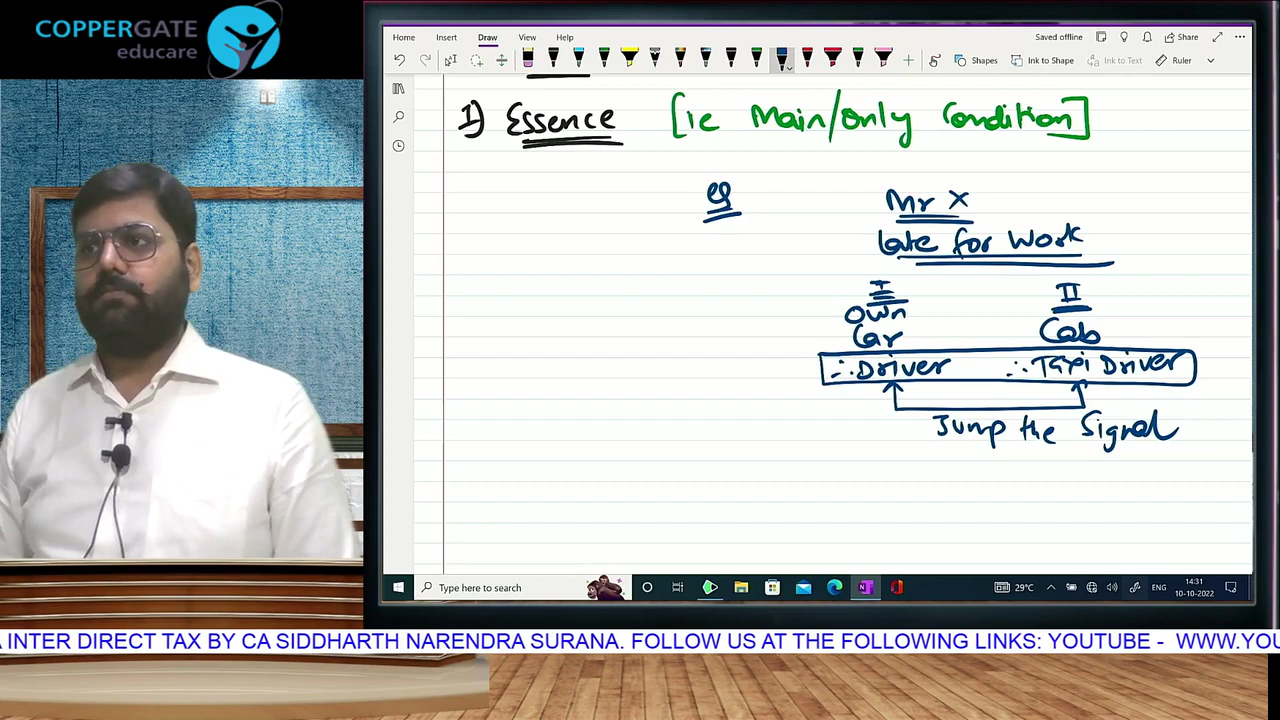 COPPERGATE
educare
Home Insert Draw View Help
Saved offline
Share
Shapes
Ink to Shape
Ink to Text
Ruler
I) Essence [ie Main/only Condition]
eg
Mr X
late for work
I II
own
Car Cab
∴Driver ∴Taxi Driver
Jump the Signal
Type here to search
29°C
ENG
14:31
10-10-2022
A INTER DIRECT TAX BY CA SIDDHARTH NARENDRA SURANA. FOLLOW US AT THE FOLLOWING LINKS: YOUTUBE - WWW.YOU